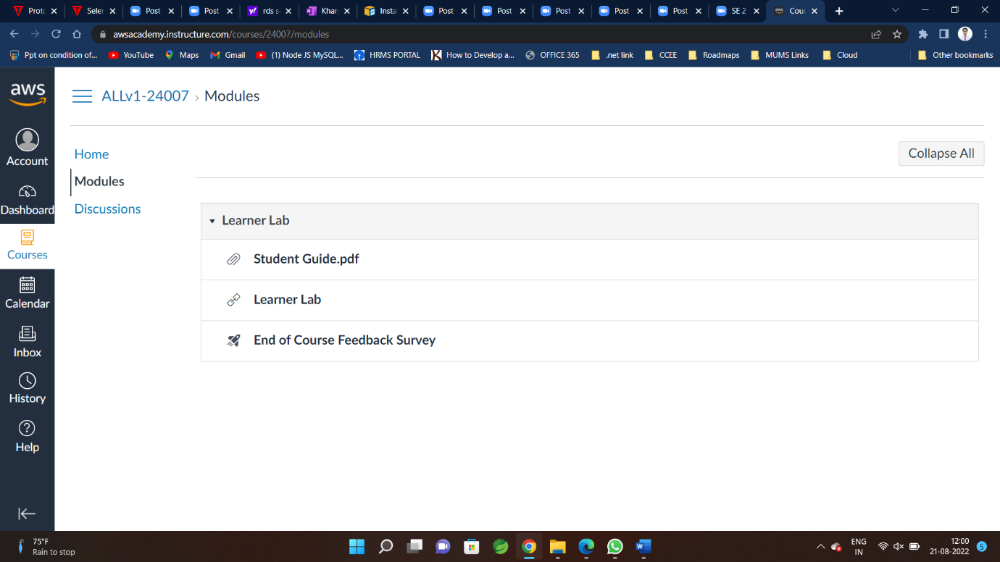 Proto
Seler
Post
Post
rds s
Khar
Insta
Post
Post
Post
Post
Post
SE 2
Cour
awsacademy.instructure.com/courses/24007/modules
Ppt on condition of...
YouTube
Maps
Gmail
(1) Node JS MySQL...
HRMS PORTAL
How to Develop a...
OFFICE 365
.net link
CCEE
Roadmaps
MUMS Links
Cloud
Other bookmarks
aws
Account
Dashboard
Courses
Calendar
Inbox
History
Help
ALLv1-24007 › Modules
Home
Modules
Discussions
Collapse All
Learner Lab
Student Guide.pdf
Learner Lab
End of Course Feedback Survey
75°F
Rain to stop
ENG
IN
12:00
21-08-2022
5